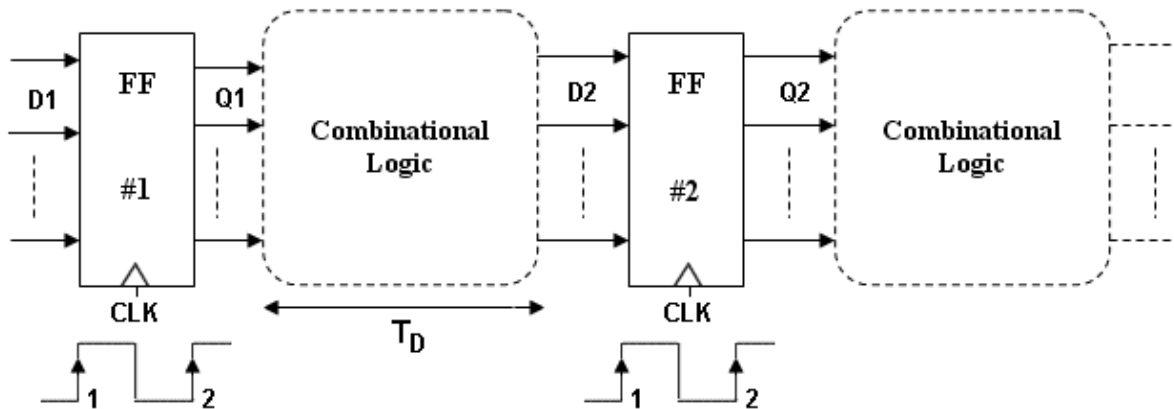 FF
#1
D1
Q1
Combinational
Logic
D2
FF
#2
Q2
Combinational
Logic
CLK
CLK
T_D
1
2
1
2